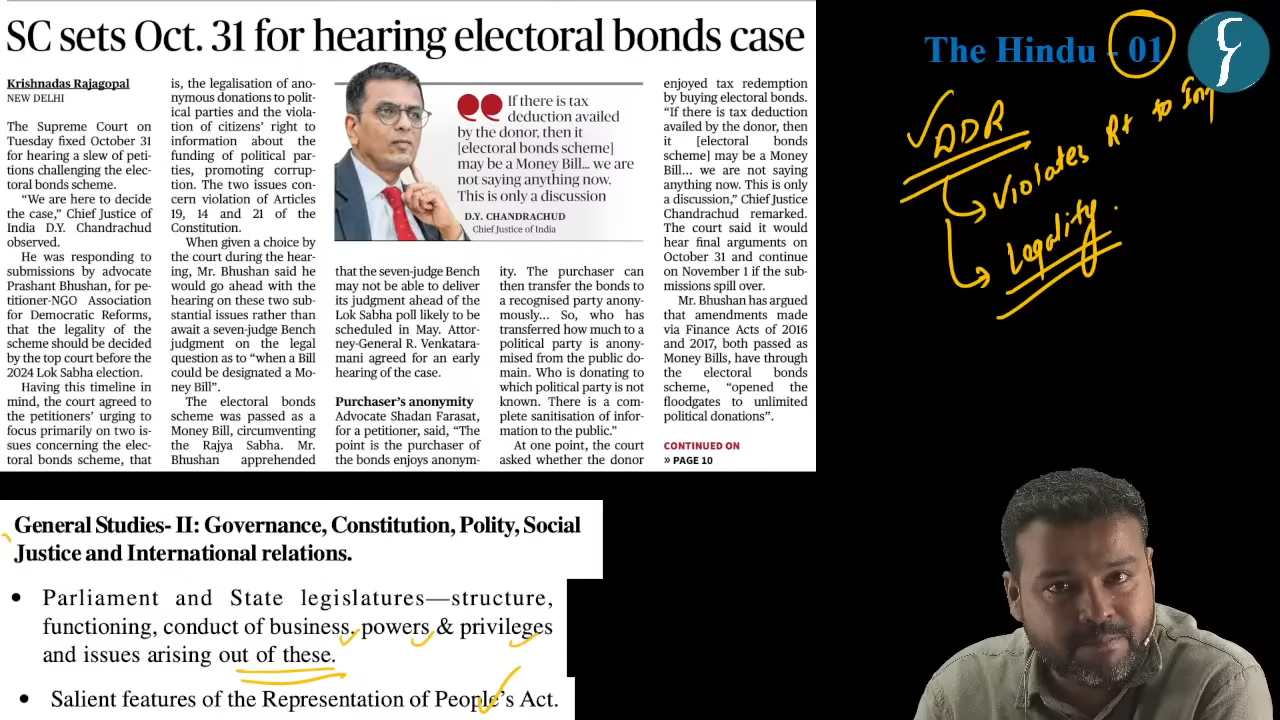 SC sets Oct. 31 for hearing electoral bonds case
Krishnadas Rajagopal
NEW DELHI
The Supreme Court on
Tuesday fixed October 31
for hearing a slew of peti-
tions challenging the elec-
toral bonds scheme.
“We are here to decide
the case,” Chief Justice of
India D.Y. Chandrachud
observed.
He was responding to
submissions by advocate
Prashant Bhushan, for pe-
titioner-NGO Association
for Democratic Reforms,
that the legality of the
scheme should be decided
by the top court before the
2024 Lok Sabha election.
Having this timeline in
mind, the court agreed to
the petitioners’ urging to
focus primarily on two is-
sues concerning the elec-
toral bonds scheme, that
is, the legalisation of ano-
nymous donations to polit-
ical parties and the viola-
tion of citizens’ right to
information about the
funding of political par-
ties, promoting corrup-
tion. The two issues con-
cern violation of Articles
19, 14 and 21 of the
Constitution.
When given a choice by
the court during the hear-
ing, Mr. Bhushan said he
would go ahead with the
hearing on these two sub-
stantial issues rather than
await a seven-judge Bench
judgment on the legal
question as to “when a Bill
could be designated a Mo-
ney Bill”.
The electoral bonds
scheme was passed as a
Money Bill, circumventing
the Rajya Sabha. Mr.
Bhushan apprehended
If there is tax
deduction availed
by the donor, then it
[electoral bonds scheme]
may be a Money Bill... we are
not saying anything now.
This is only a discussion
D.Y. CHANDRACHUD
Chief Justice of India
that the seven-judge Bench
may not be able to deliver
its judgment ahead of the
Lok Sabha poll likely to be
scheduled in May. Attor-
ney-General R. Venkatara-
mani agreed for an early
hearing of the case.
Purchaser’s anonymity
Advocate Shadan Farasat,
for a petitioner, said, “The
point is the purchaser of
the bonds enjoys anonym-
ity. The purchaser can
then transfer the bonds to
a recognised party anony-
mously... So, who has
transferred how much to a
political party is anony-
mised from the public do-
main. Who is donating to
which political party is not
known. There is a com-
plete sanitisation of infor-
mation to the public.”
At one point, the court
asked whether the donor
enjoyed tax redemption
by buying electoral bonds.
“If there is tax deduction
availed by the donor, then
it [electoral bonds
scheme] may be a Money
Bill... we are not saying
anything now. This is only
a discussion,” Chief Justice
Chandrachud remarked.
The court said it would
hear final arguments on
October 31 and continue
on November 1 if the sub-
missions spill over.
Mr. Bhushan has argued
that amendments made
via Finance Acts of 2016
and 2017, both passed as
Money Bills, have through
the electoral bonds
scheme, “opened the
floodgates to unlimited
political donations”.
CONTINUED ON
» PAGE 10
The Hindu - 01
Violates Rt to In
Legality.
General Studies- II: Governance, Constitution, Polity, Social
Justice and International relations.
• Parliament and State legislatures—structure,
functioning, conduct of business, powers & privileges
and issues arising out of these.
• Salient features of the Representation of People’s Act.